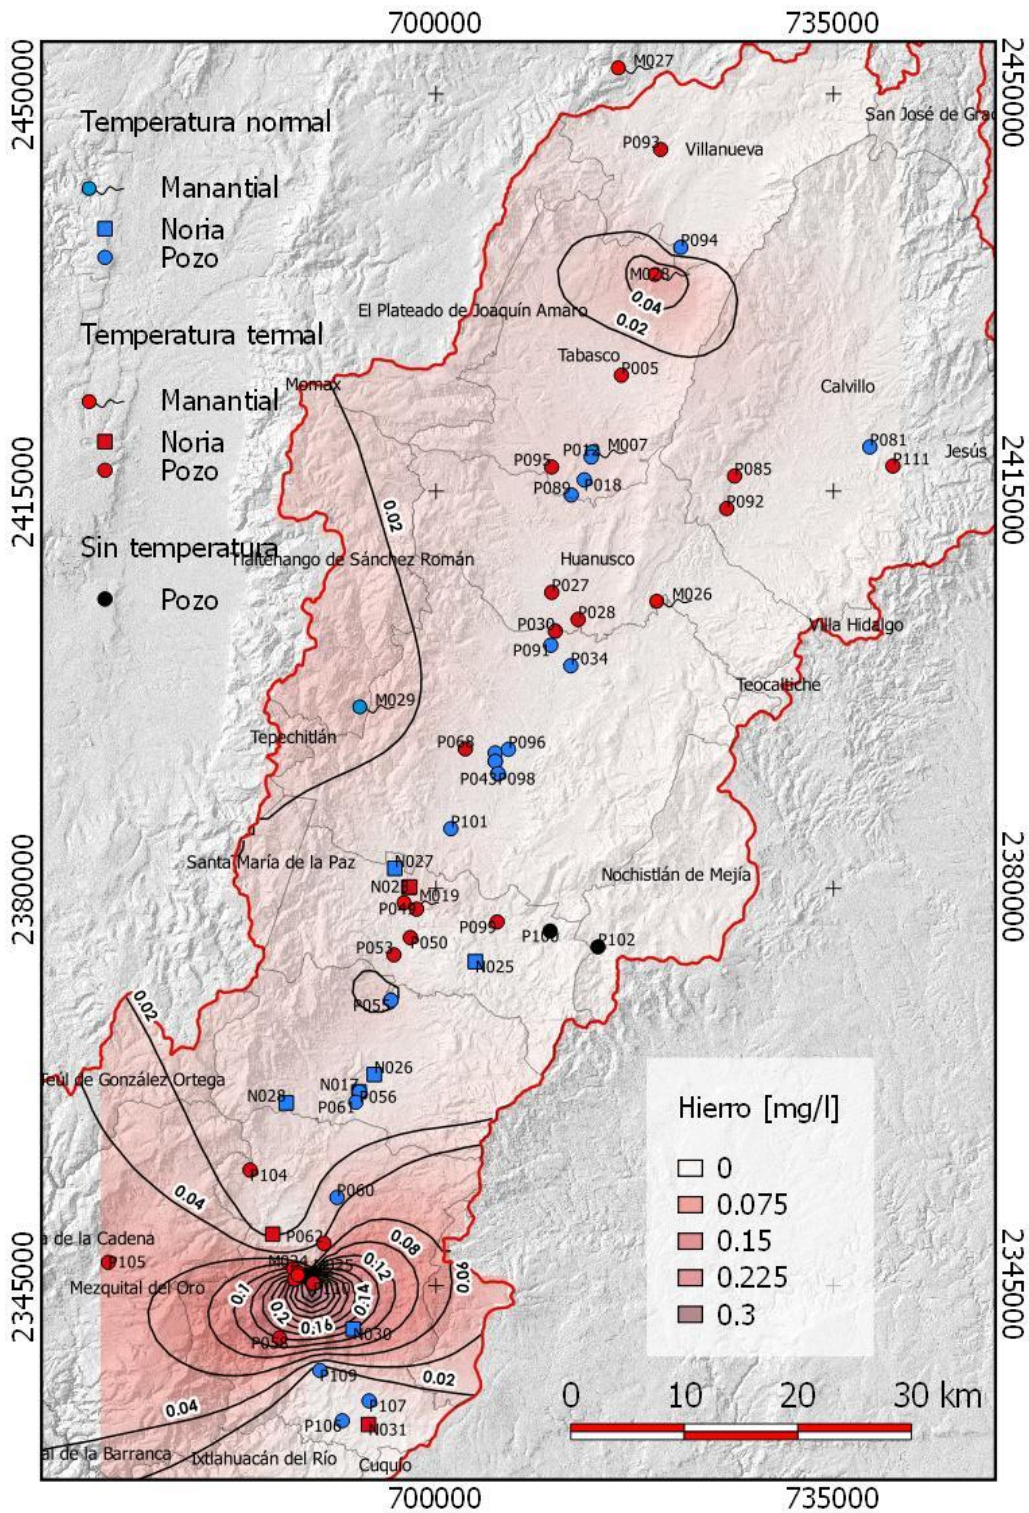 700000
735000
2450000
2450000
M027
San José de Gra
Temperatura normal
P093
Villanueva
Manantial
Noria
P094
Pozo
M028
0.04
El Plateado de Joaquín Amaro
0.02
Temperatura termal
Tabasco
P005
Momax
Calvillo
Manantial
Noria
P012
M007
P081
Jesús
Pozo
P095
P111
2415000
2415000
P085
P018
P089
P092
0.02
Sin temperatura
Tlaltenango de Sánchez Román
Huanusco
P027
Pozo
M026
P028
P030
Villa Hidalgo
P091
P034
Teocaltiche
M029
Tepechitlán
P068
P096
P043
P098
P101
Santa María de la Paz
N027
Nochistlán de Mejía
2380000
2380000
M019
P049
P099
P100
P102
P053
P050
N025
0.02
P055
Teúl de González Ortega
N026
N017
N028
P056
P061
Hierro [mg/l]
0
0.075
0.15
0.225
0.3
P104
0.04
P060
a de la Cadena
P062
0.08
P105
M024
0.12
0.06
Mezquital del Oro
2345000
2345000
0.1
0.14
0.2
0.16
P058
N030
P109
0.02
0.04
P107
P106
N031
0 10 20 30 km
al de la Barranca
Ixtlahuacán del Río
Cuquío
700000
735000